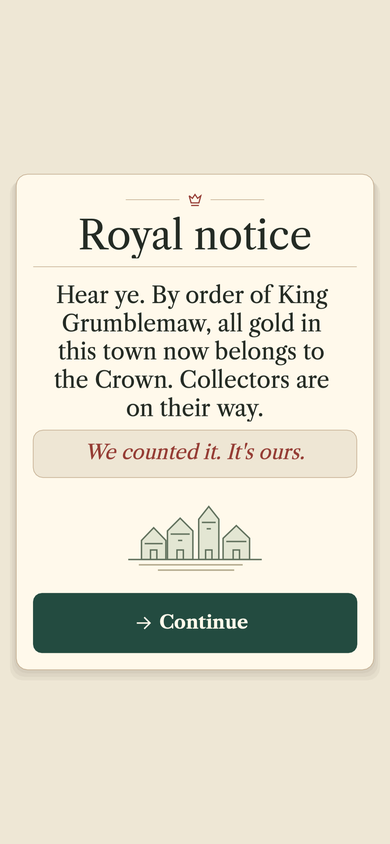 Royal notice
Hear ye. By order of King
Grumblemaw, all gold in
this town now belongs to
the Crown. Collectors are
on their way.
We counted it. It's ours.
→ Continue